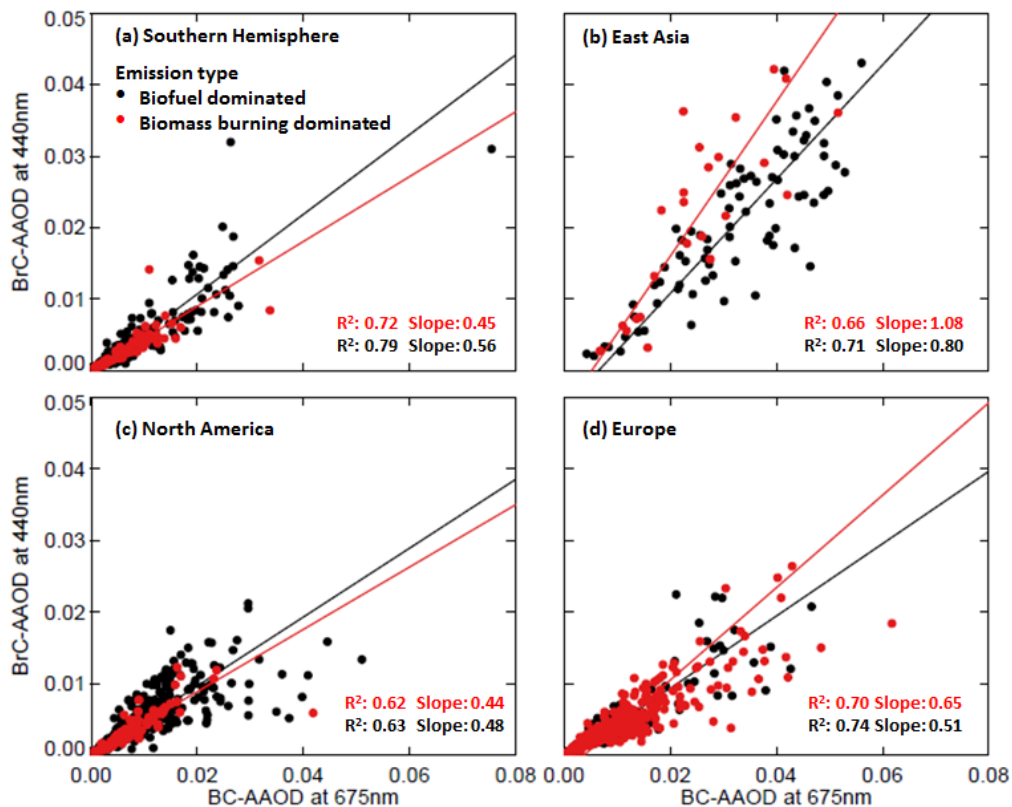 (a) Southern Hemisphere
Emission type
Biofuel dominated
Biomass burning dominated
R²: 0.72 Slope: 0.45
R²: 0.79 Slope: 0.56
0.05
0.04
0.03
0.02
0.01
0.00
BrC-AAOD at 440nm
(b) East Asia
R²: 0.66 Slope: 1.08
R²: 0.71 Slope: 0.80
(c) North America
R²: 0.62 Slope: 0.44
R²: 0.63 Slope: 0.48
0.05
0.04
0.03
0.02
0.01
0.00
BrC-AAOD at 440nm
0.00 0.02 0.04 0.06 0.08
BC-AAOD at 675nm
(d) Europe
R²: 0.70 Slope: 0.65
R²: 0.74 Slope: 0.51
0.00 0.02 0.04 0.06 0.08
BC-AAOD at 675nm